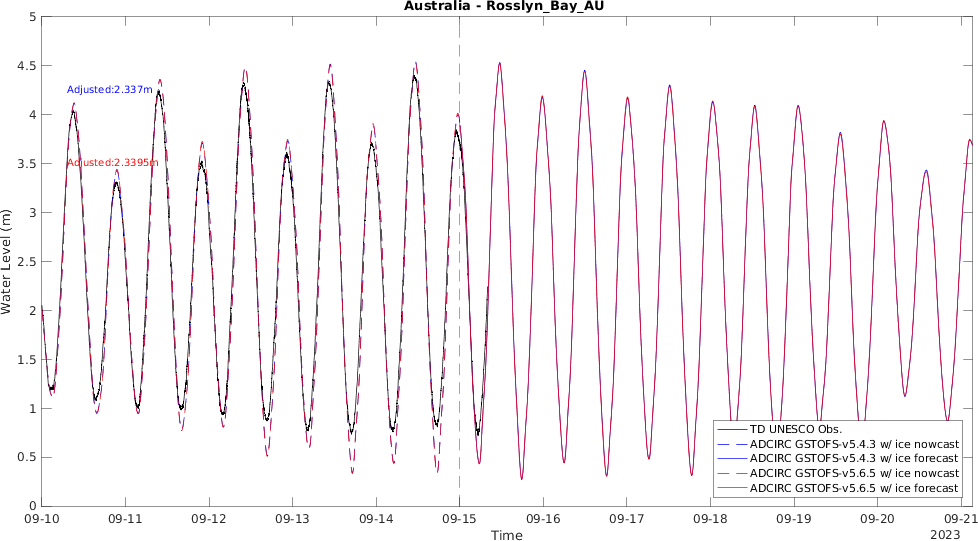 Australia - Rosslyn_Bay_AU
5
4.5
4
3.5
3
2.5
2
1.5
1
0.5
0
Water Level (m)
Adjusted:2.337m
Adjusted:2.3395m
TD UNESCO Obs.
ADCIRC GSTOFS-v5.4.3 w/ ice nowcast
ADCIRC GSTOFS-v5.4.3 w/ ice forecast
ADCIRC GSTOFS-v5.6.5 w/ ice nowcast
ADCIRC GSTOFS-v5.6.5 w/ ice forecast
09-10 09-11 09-12 09-13 09-14 09-15 09-16 09-17 09-18 09-19 09-20 09-21
Time
2023